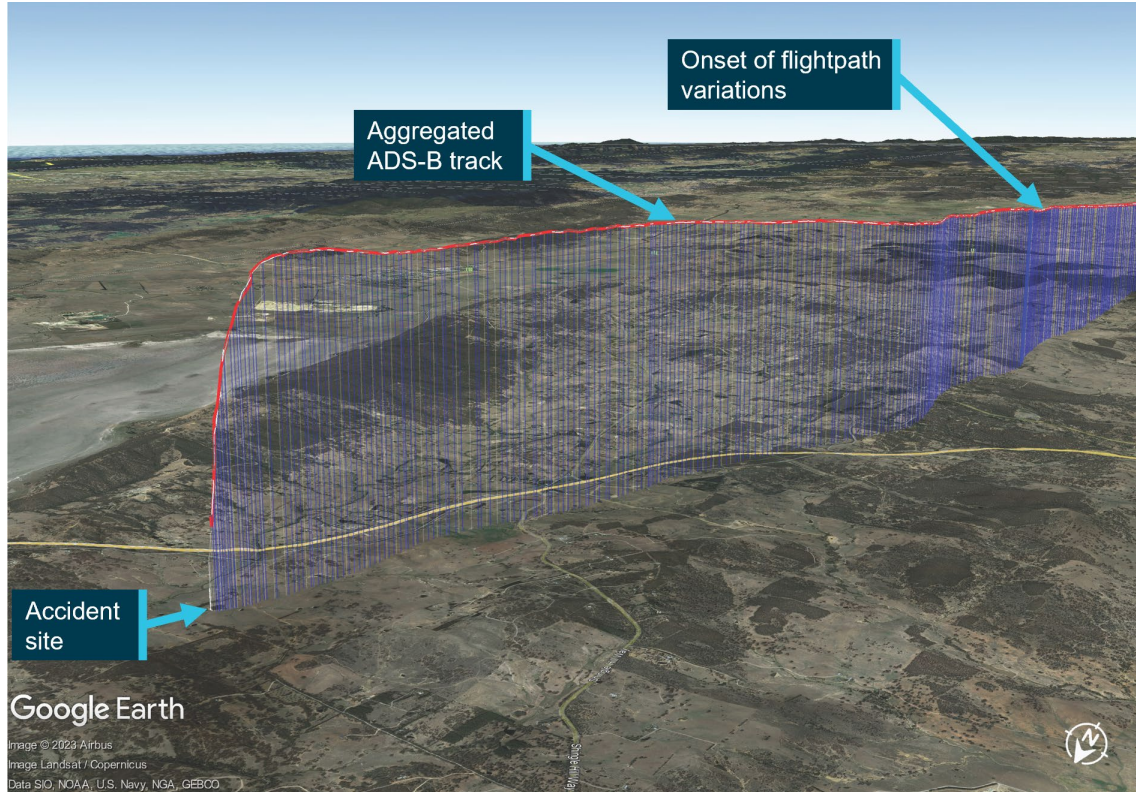 Onset of flightpath
variations
Aggregated
ADS-B track
Accident
site
Google Earth
Image © 2023 Airbus
Image Landsat / Copernicus
Data SIO, NOAA, U.S. Navy, NGA, GEBCO
N